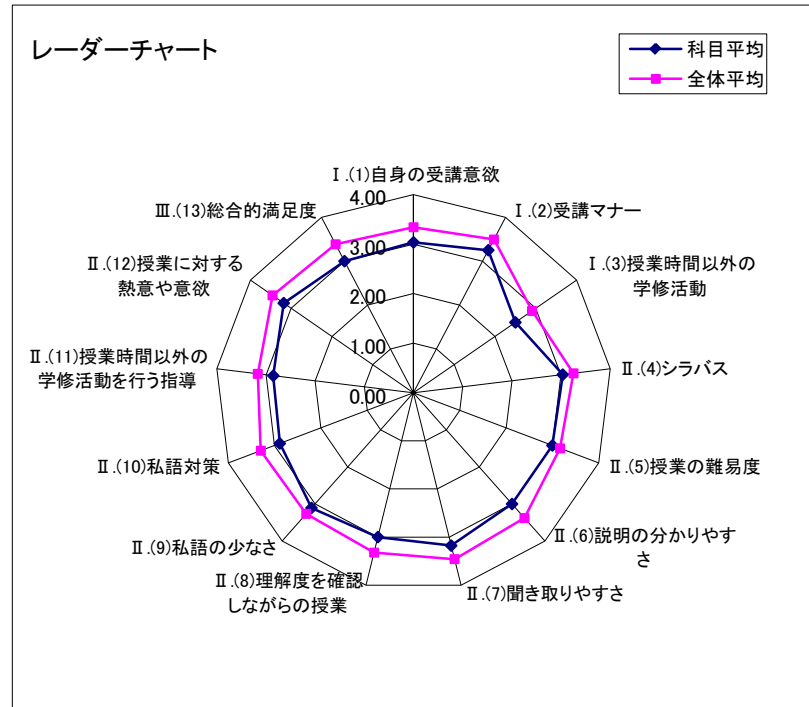 レーダーチャート
科目平均
全体平均
Ⅰ.(1)自身の受講意欲
Ⅰ.(2)受講マナー
Ⅰ.(3)授業時間以外の
学修活動
Ⅱ.(4)シラバス
Ⅱ.(5)授業の難易度
Ⅱ.(6)説明の分かりやす
さ
Ⅱ.(7)聞き取りやすさ
Ⅱ.(8)理解度を確認
しながらの授業
Ⅱ.(9)私語の少なさ
Ⅱ.(10)私語対策
Ⅱ.(11)授業時間以外の
学修活動を行う指導
Ⅱ.(12)授業に対する
熱意や意欲
Ⅲ.(13)総合的満足度
4.00
3.00
2.00
1.00
0.00